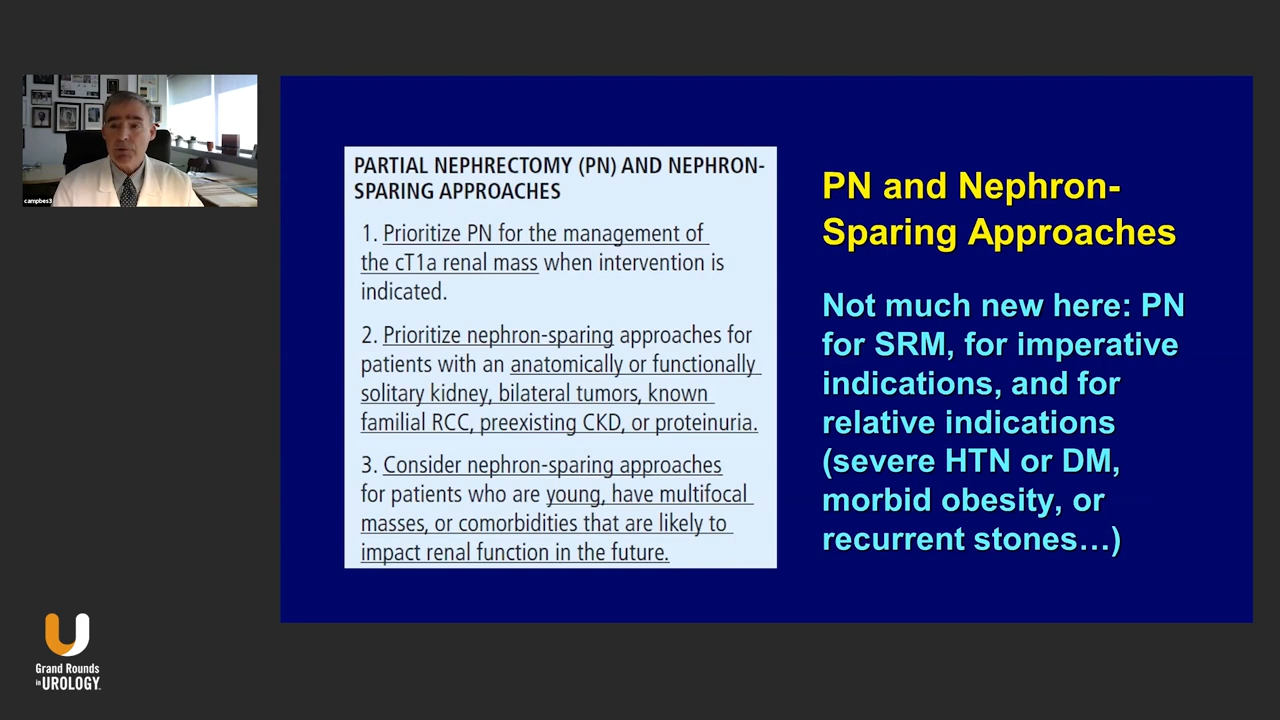 campbes3
PARTIAL NEPHRECTOMY (PN) AND NEPHRON-
SPARING APPROACHES
1. Prioritize PN for the management of
the cT1a renal mass when intervention is
indicated.
2. Prioritize nephron-sparing approaches for
patients with an anatomically or functionally
solitary kidney, bilateral tumors, known
familial RCC, preexisting CKD, or proteinuria.
3. Consider nephron-sparing approaches
for patients who are young, have multifocal
masses, or comorbidities that are likely to
impact renal function in the future.
PN and Nephron-
Sparing Approaches
Not much new here: PN
for SRM, for imperative
indications, and for
relative indications
(severe HTN or DM,
morbid obesity, or
recurrent stones…)
Grand Rounds
in UROLOGY